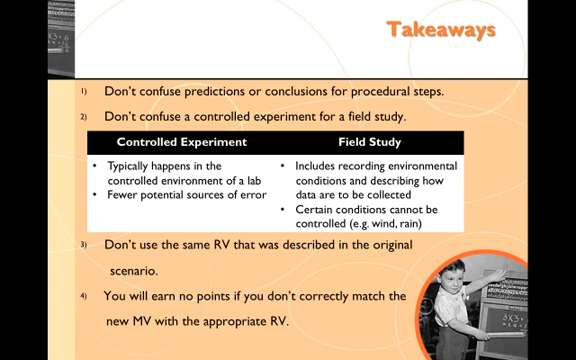 Takeaways
1) Don't confuse predictions or conclusions for procedural steps.
2) Don't confuse a controlled experiment for a field study.
Controlled Experiment Field Study
• Typically happens in the
controlled environment of a lab
• Fewer potential sources of error
• Includes recording environmental
conditions and describing how
data are to be collected
• Certain conditions cannot be
controlled (e.g. wind, rain)
3) Don't use the same RV that was described in the original
scenario.
4) You will earn no points if you don't correctly match the
new MV with the appropriate RV.
3X3=